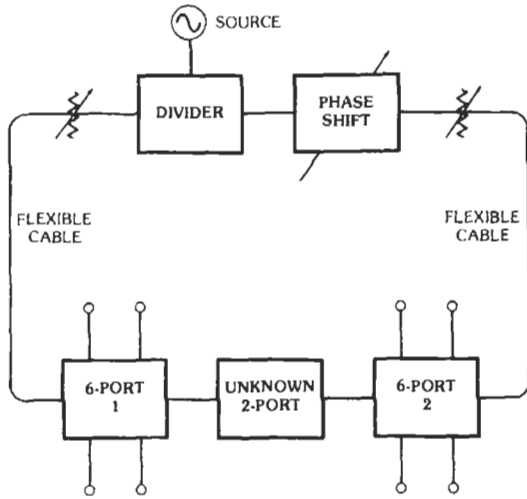 SOURCE
DIVIDER
PHASE
SHIFT
FLEXIBLE
CABLE
FLEXIBLE
CABLE
6-PORT
1
UNKNOWN
2-PORT
6-PORT
2